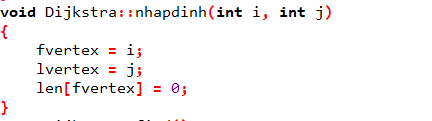 void Dijkstra::nhapdinh(int i, int j)
{
fvertex = i;
lvertex = j;
len[fvertex] = 0;
}